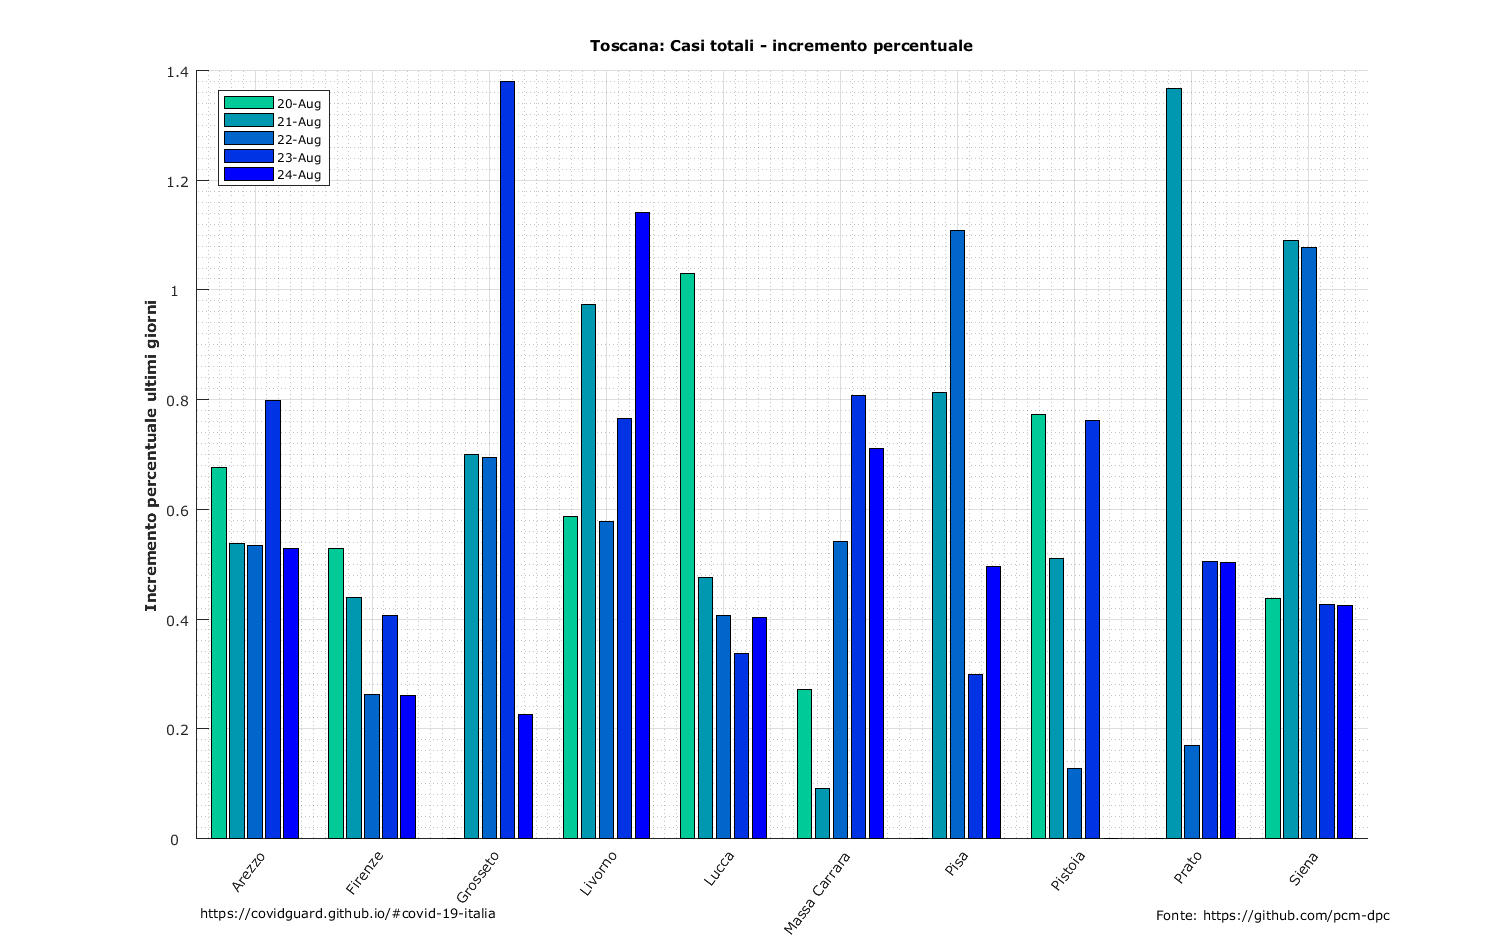 Toscana: Casi totali - incremento percentuale
Incremento percentuale ultimi giorni
1.4
1.2
1
0.8
0.6
0.4
0.2
0
20-Aug
21-Aug
22-Aug
23-Aug
24-Aug
Arezzo
Firenze
Grosseto
Livorno
Lucca
Massa Carrara
Pisa
Pistoia
Prato
Siena
https://covidguard.github.io/#covid-19-italia
Fonte: https://github.com/pcm-dpc